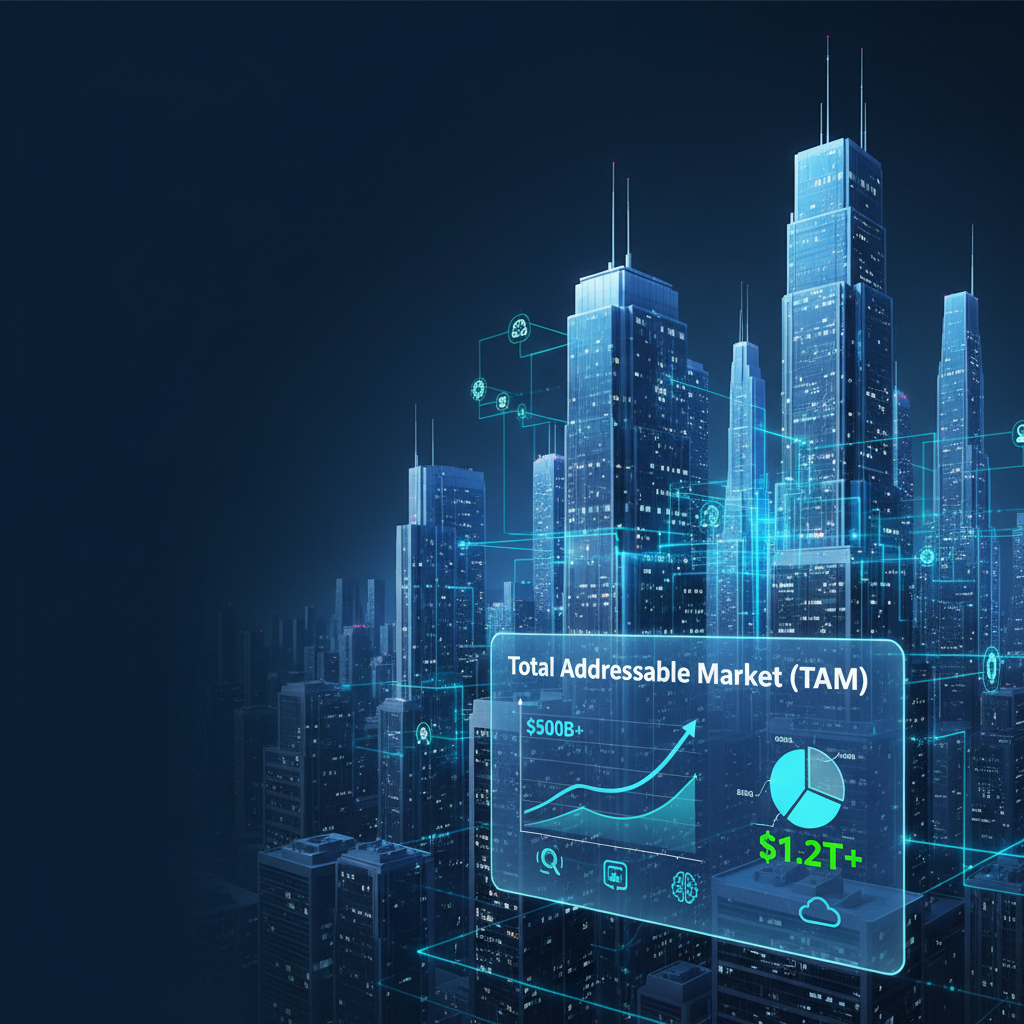 Total Addressable Market (TAM)
$500B+
$1.2T+